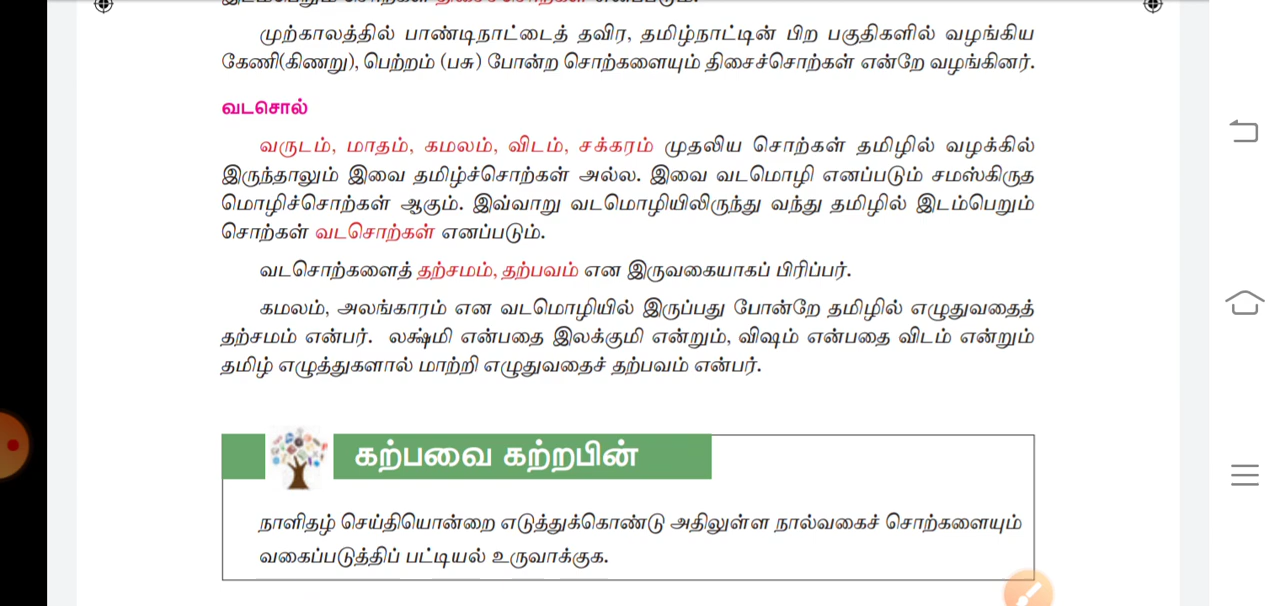 இடம்பெறும் சொற்கள் திசைச்சொற்கள் எனப்படும்.
முற்காலத்தில் பாண்டிநாட்டைத் தவிர, தமிழ்நாட்டின் பிற பகுதிகளில் வழங்கிய
கேணி(கிணறு), பெற்றம் (பசு) போன்ற சொற்களையும் திசைச்சொற்கள் என்றே வழங்கினர்.
வடசொல்
வருடம், மாதம், கமலம், விடம், சக்கரம் முதலிய சொற்கள் தமிழில் வழக்கில்
இருந்தாலும் இவை தமிழ்ச்சொற்கள் அல்ல. இவை வடமொழி எனப்படும் சமஸ்கிருத
மொழிச்சொற்கள் ஆகும். இவ்வாறு வடமொழியிலிருந்து வந்து தமிழில் இடம்பெறும்
சொற்கள் வடசொற்கள் எனப்படும்.
வடசொற்களைத் தற்சமம், தற்பவம் என இருவகையாகப் பிரிப்பர்.
கமலம், அலங்காரம் என வடமொழியில் இருப்பது போன்றே தமிழில் எழுதுவதைத்
தற்சமம் என்பர். லக்ஷ்மி என்பதை இலக்குமி என்றும், விஷம் என்பதை விடம் என்றும்
தமிழ் எழுத்துகளால் மாற்றி எழுதுவதைச் தற்பவம் என்பர்.
கற்பவை கற்றபின்
நாளிதழ் செய்தியொன்றை எடுத்துக்கொண்டு அதிலுள்ள நால்வகைச் சொற்களையும்
வகைப்படுத்திப் பட்டியல் உருவாக்குக.